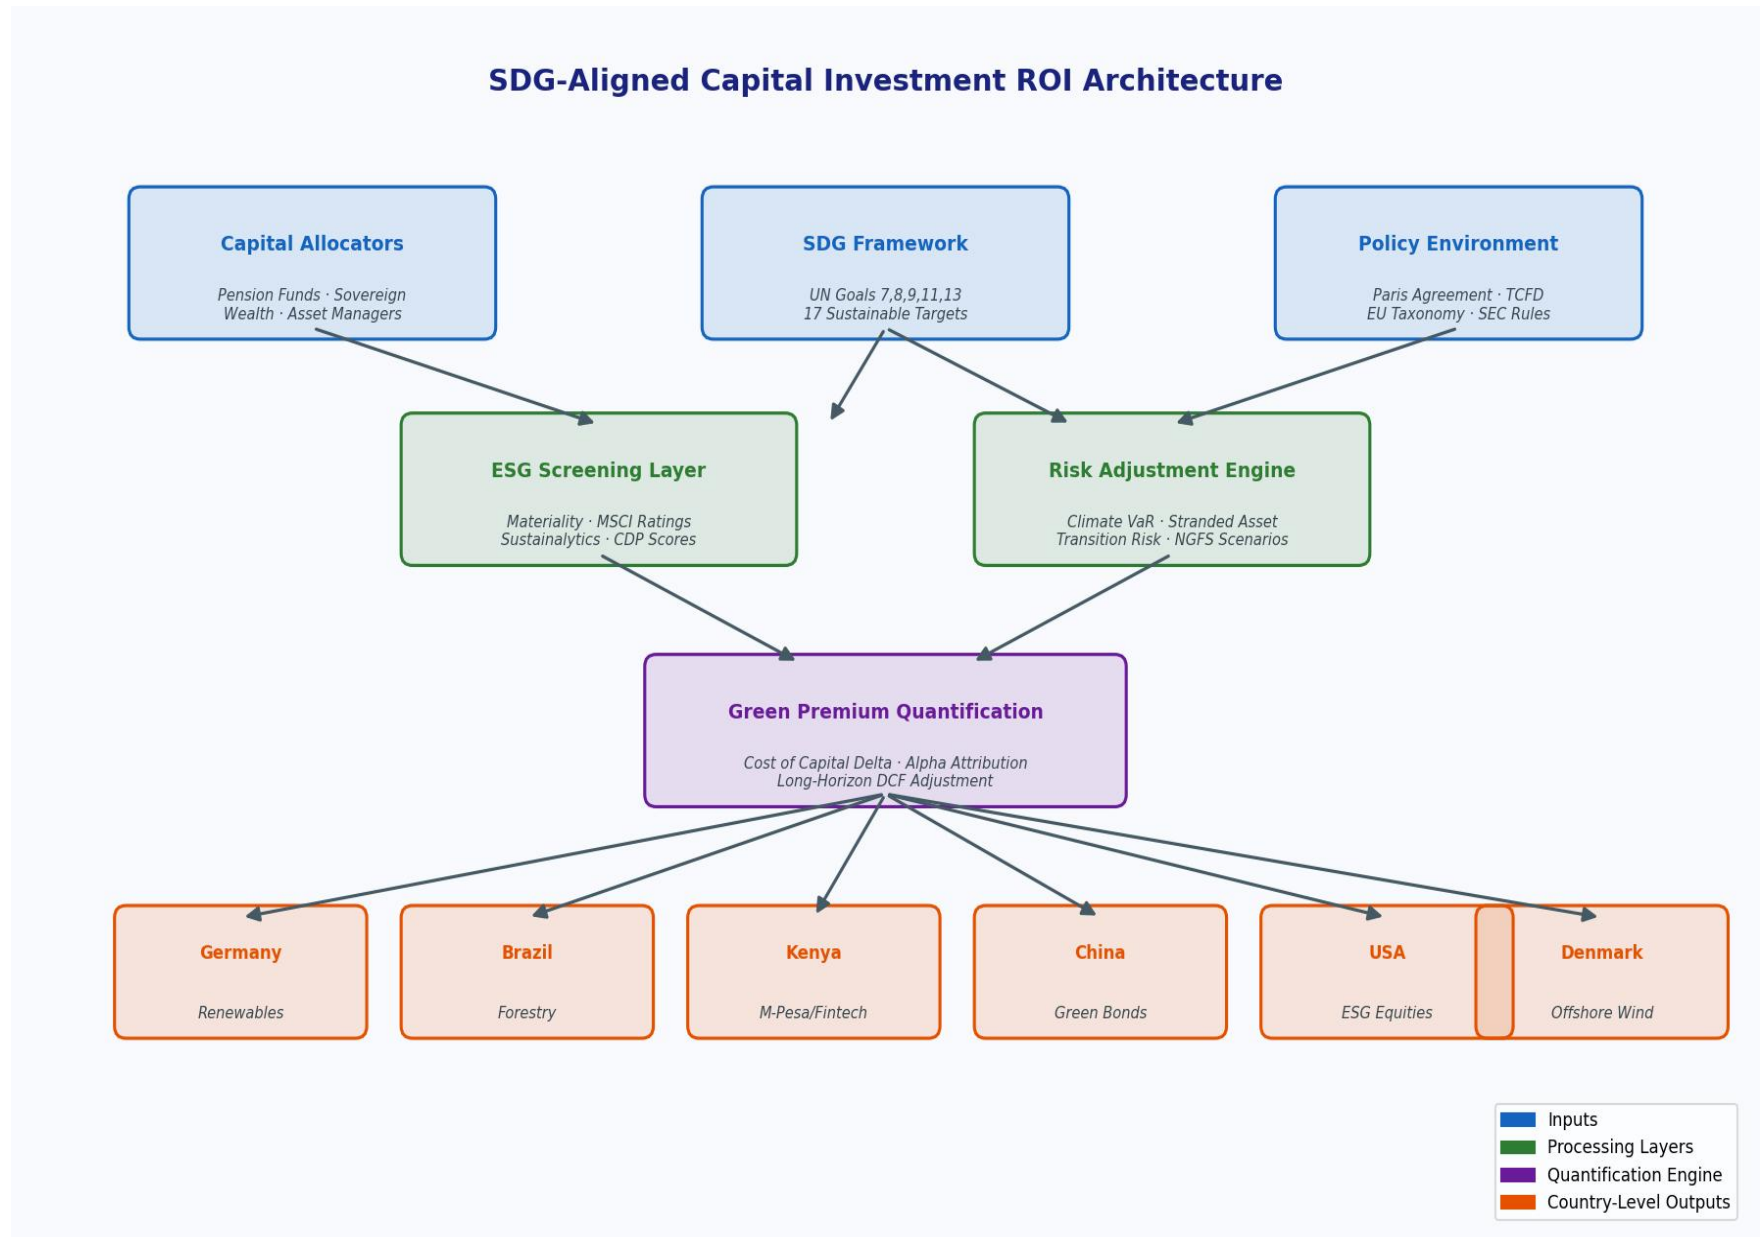 SDG-Aligned Capital Investment ROI Architecture
Capital Allocators
Pension Funds · Sovereign
Wealth · Asset Managers
SDG Framework
UN Goals 7,8,9,11,13
17 Sustainable Targets
Policy Environment
Paris Agreement · TCFD
EU Taxonomy · SEC Rules
ESG Screening Layer
Materiality · MSCI Ratings
Sustainalytics · CDP Scores
Risk Adjustment Engine
Climate VaR · Stranded Asset
Transition Risk · NGFS Scenarios
Green Premium Quantification
Cost of Capital Delta · Alpha Attribution
Long-Horizon DCF Adjustment
Germany
Renewables
Brazil
Forestry
Kenya
M-Pesa/Fintech
China
Green Bonds
USA
ESG Equities
Denmark
Offshore Wind
Inputs
Processing Layers
Quantification Engine
Country-Level Outputs